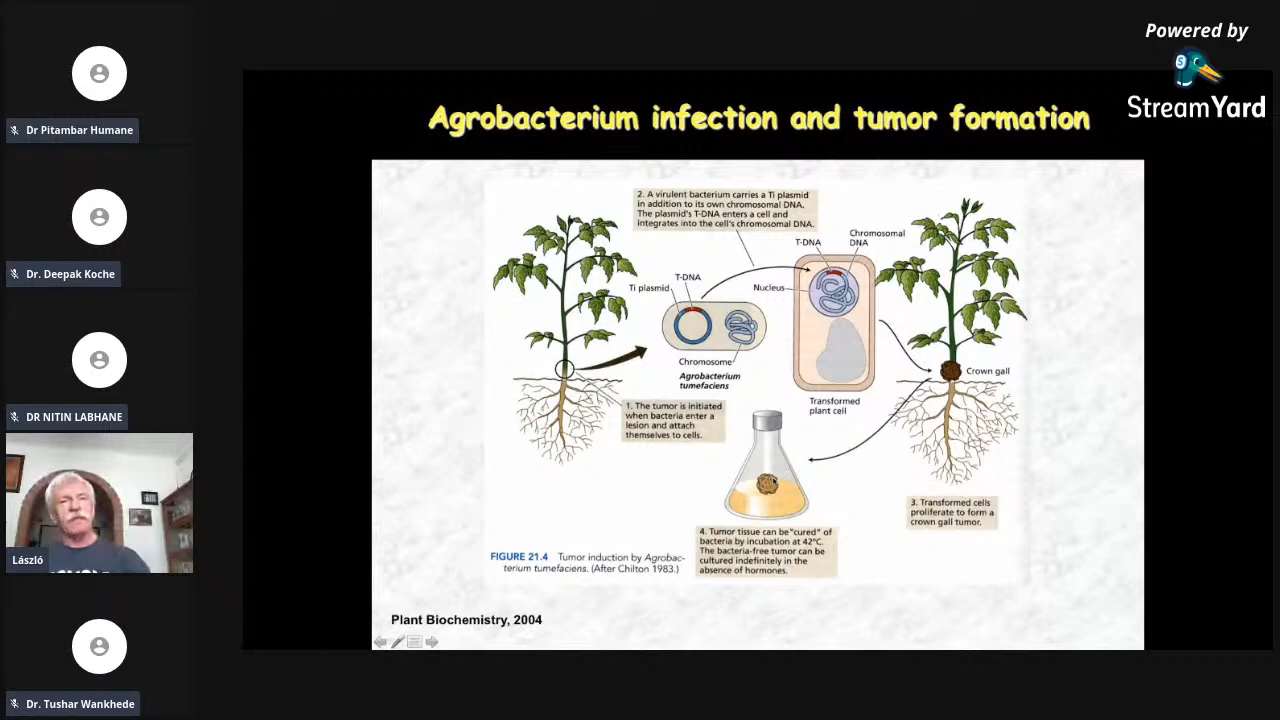 Powered by
StreamYard
Dr Pitambar Humane
Dr. Deepak Koche
DR NITIN LABHANE
László
Dr. Tushar Wankhede
Agrobacterium infection and tumor formation
2. A virulent bacterium carries a Ti plasmid
in addition to its own chromosomal DNA.
The plasmid's T-DNA enters a cell and
integrates into the cell's chromosomal DNA.
T-DNA
Ti plasmid
Chromosome
Agrobacterium
tumefaciens
T-DNA
Chromosomal
DNA
Nucleus
Transformed
plant cell
Crown gall
1. The tumor is initiated
when bacteria enter a
lesion and attach
themselves to cells.
3. Transformed cells
proliferate to form a
crown gall tumor.
4. Tumor tissue can be "cured" of
bacteria by incubation at 42°C.
The bacteria-free tumor can be
cultured indefinitely in the
absence of hormones.
FIGURE 21.4 Tumor induction by Agrobac-
terium tumefaciens. (After Chilton 1983.)
Plant Biochemistry, 2004